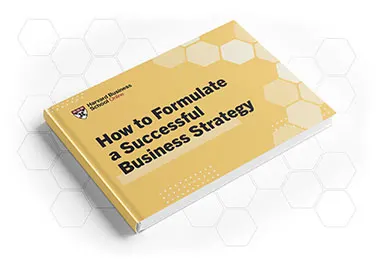 Harvard Business
School Online
How to Formulate
a Successful
Business Strategy